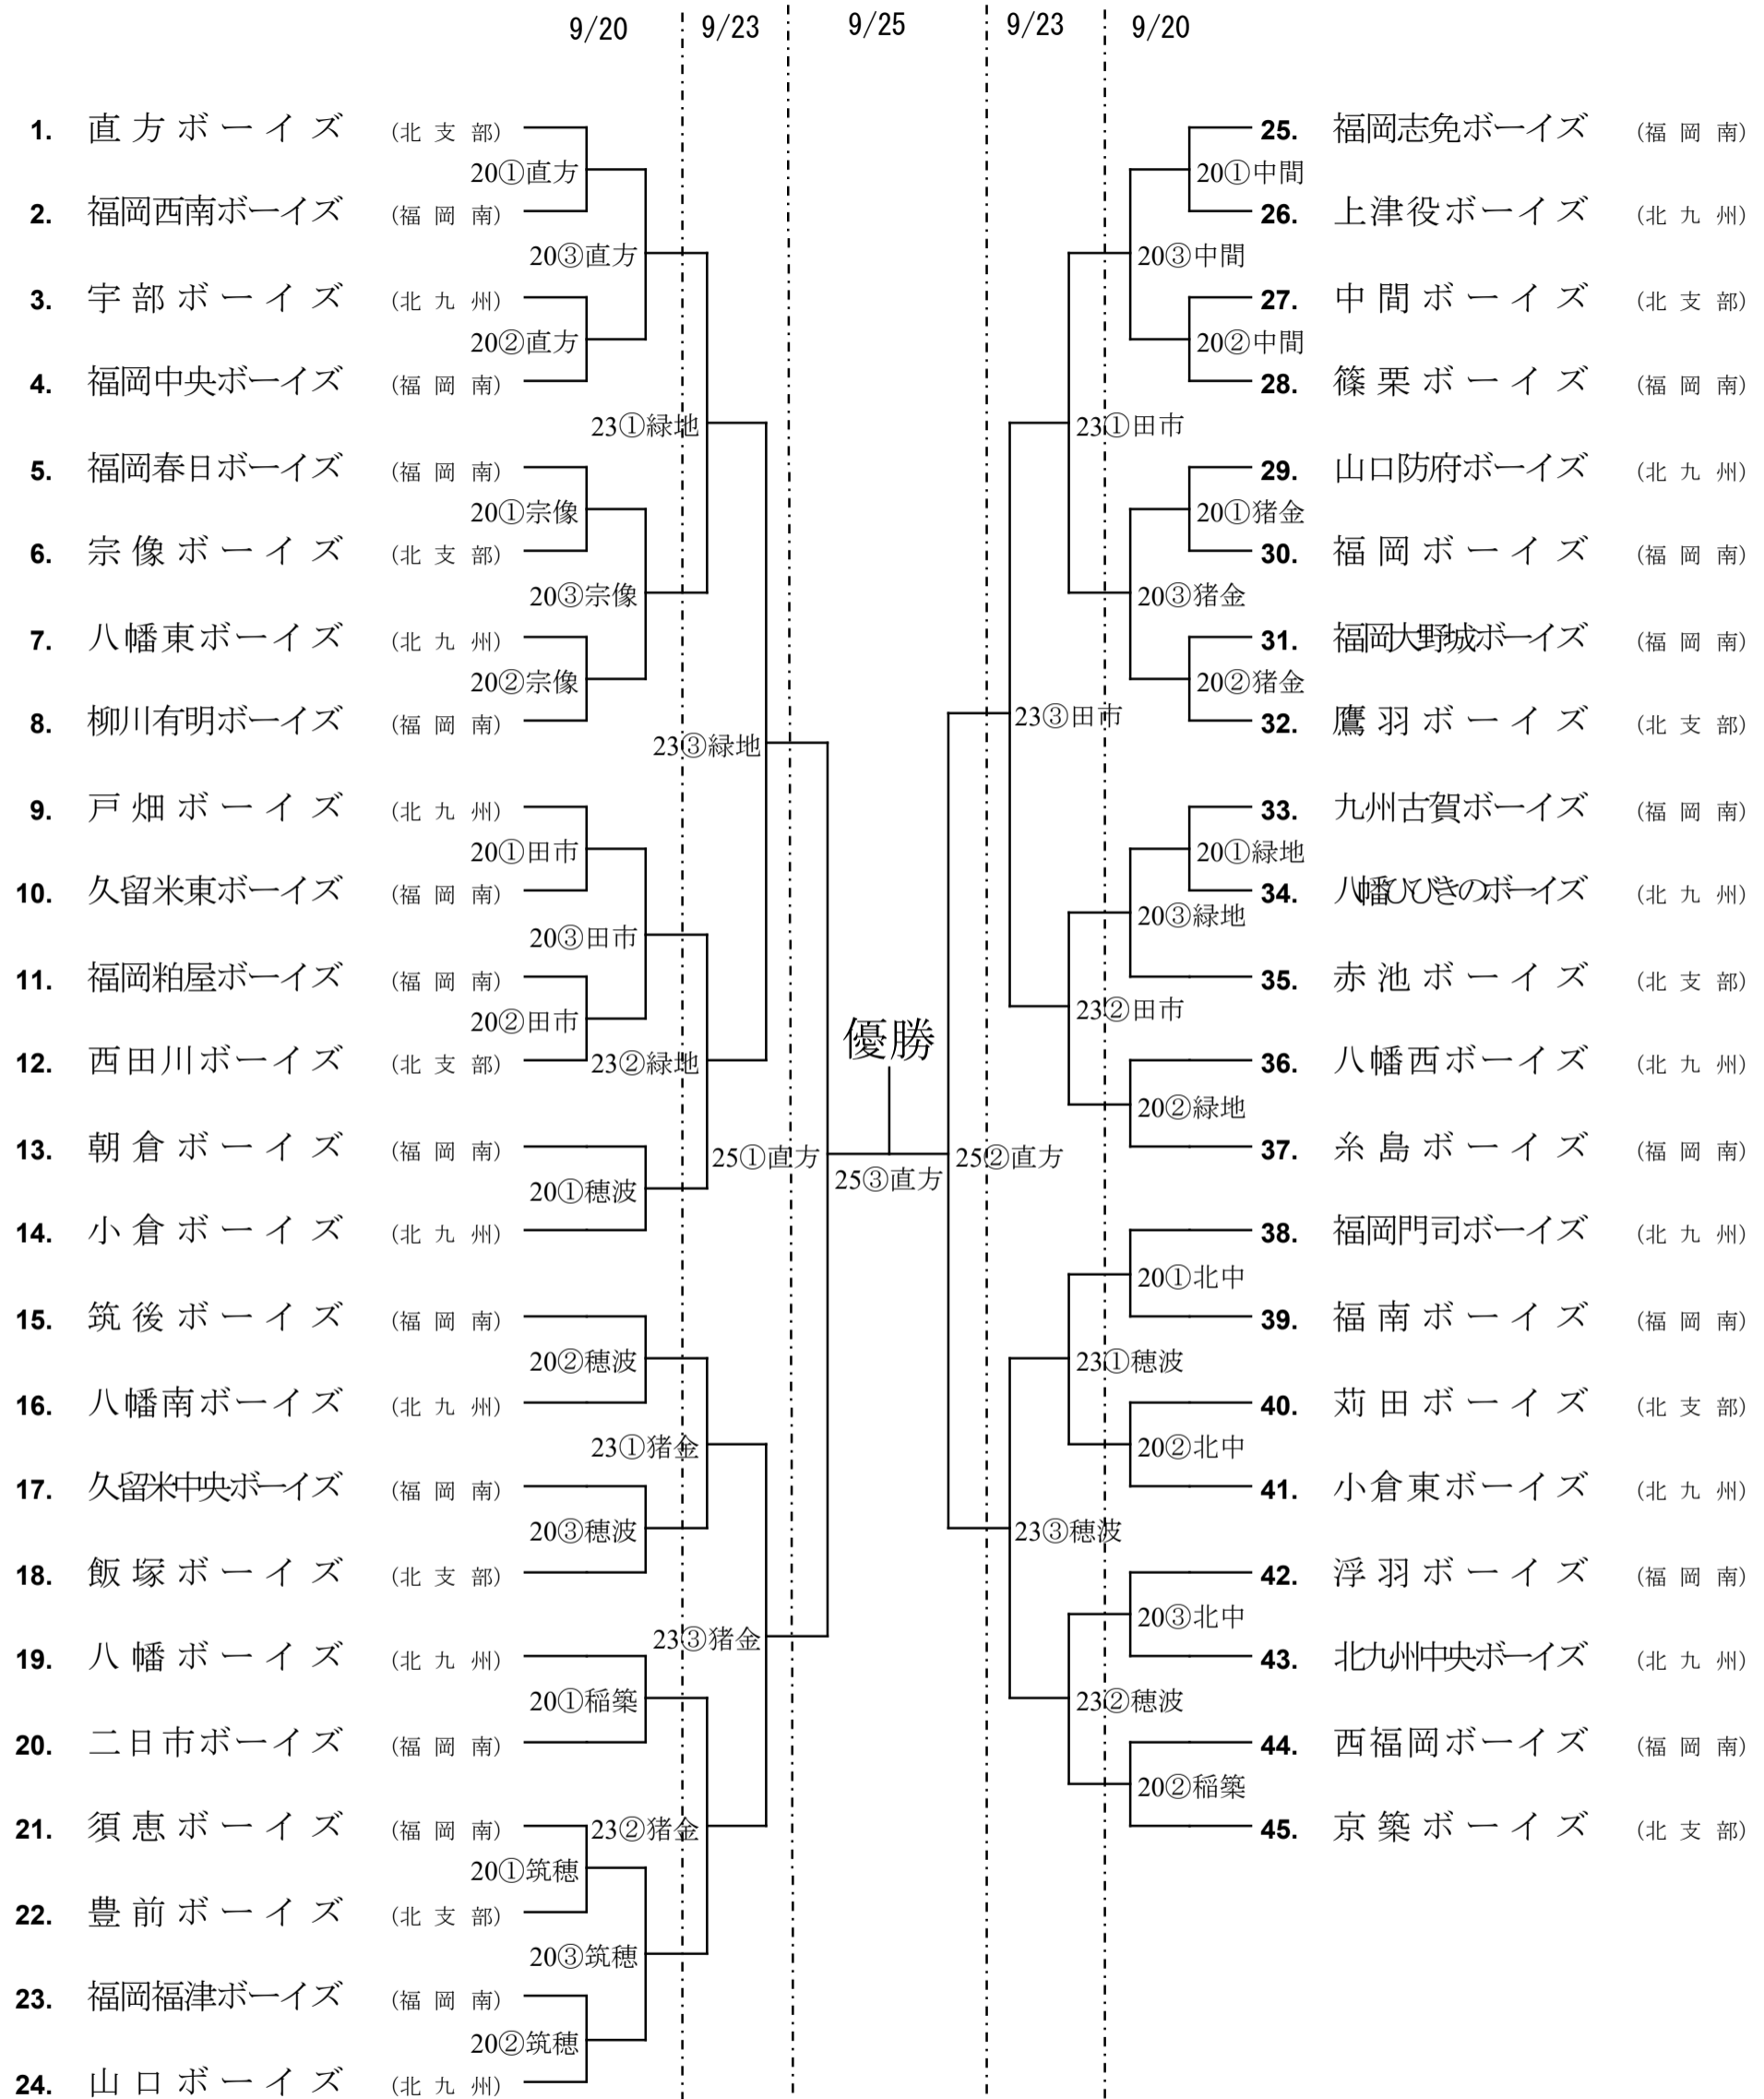 9/20 9/23 9/25 9/23 9/20
1. 直方ボーイズ (北支部)
20①直方
2. 福岡西南ボーイズ (福岡南)
20③直方
3. 宇部ボーイズ (北九州)
20②直方
4. 福岡中央ボーイズ (福岡南)
23①緑地
5. 福岡春日ボーイズ (福岡南)
20①宗像
6. 宗像ボーイズ (北支部)
20③宗像
7. 八幡東ボーイズ (北九州)
20②宗像
8. 柳川有明ボーイズ (福岡南)
23③緑地
9. 戸畑ボーイズ (北九州)
20①田市
10. 久留米東ボーイズ (福岡南)
20③田市
11. 福岡粕屋ボーイズ (福岡南)
20②田市
12. 西田川ボーイズ (北支部)
23②緑地
13. 朝倉ボーイズ (福岡南)
25①直方
20①穂波
14. 小倉ボーイズ (北九州)
15. 筑後ボーイズ (福岡南)
20②穂波
16. 八幡南ボーイズ (北九州)
23①猪金
17. 久留米中央ボーイズ (福岡南)
20③穂波
18. 飯塚ボーイズ (北支部)
23③猪金
19. 八幡ボーイズ (北九州)
20①稲築
20. 二日市ボーイズ (福岡南)
21. 須恵ボーイズ (福岡南)
23②猪金
20①筑穂
22. 豊前ボーイズ (北支部)
20③筑穂
23. 福岡福津ボーイズ (福岡南)
20②筑穂
24. 山口ボーイズ (北九州)
優勝
25③直方
25. 福岡志免ボーイズ (福岡南)
20①中間
26. 上津役ボーイズ (北九州)
20③中間
27. 中間ボーイズ (北支部)
20②中間
28. 篠栗ボーイズ (福岡南)
23①田市
29. 山口防府ボーイズ (北九州)
20①猪金
30. 福岡ボーイズ (福岡南)
20③猪金
31. 福岡大野城ボーイズ (福岡南)
20②猪金
32. 鷹羽ボーイズ (北支部)
23③田市
33. 九州古賀ボーイズ (福岡南)
20①緑地
34. 八幡ひびきのボーイズ (北九州)
20③緑地
35. 赤池ボーイズ (北支部)
23②田市
36. 八幡西ボーイズ (北九州)
20②緑地
37. 糸島ボーイズ (福岡南)
25②直方
38. 福岡門司ボーイズ (北九州)
20①北中
39. 福南ボーイズ (福岡南)
23①穂波
40. 苅田ボーイズ (北支部)
20②北中
41. 小倉東ボーイズ (北九州)
23③穂波
42. 浮羽ボーイズ (福岡南)
20③北中
43. 北九州中央ボーイズ (北九州)
23②穂波
44. 西福岡ボーイズ (福岡南)
20②稲築
45. 京築ボーイズ (北支部)